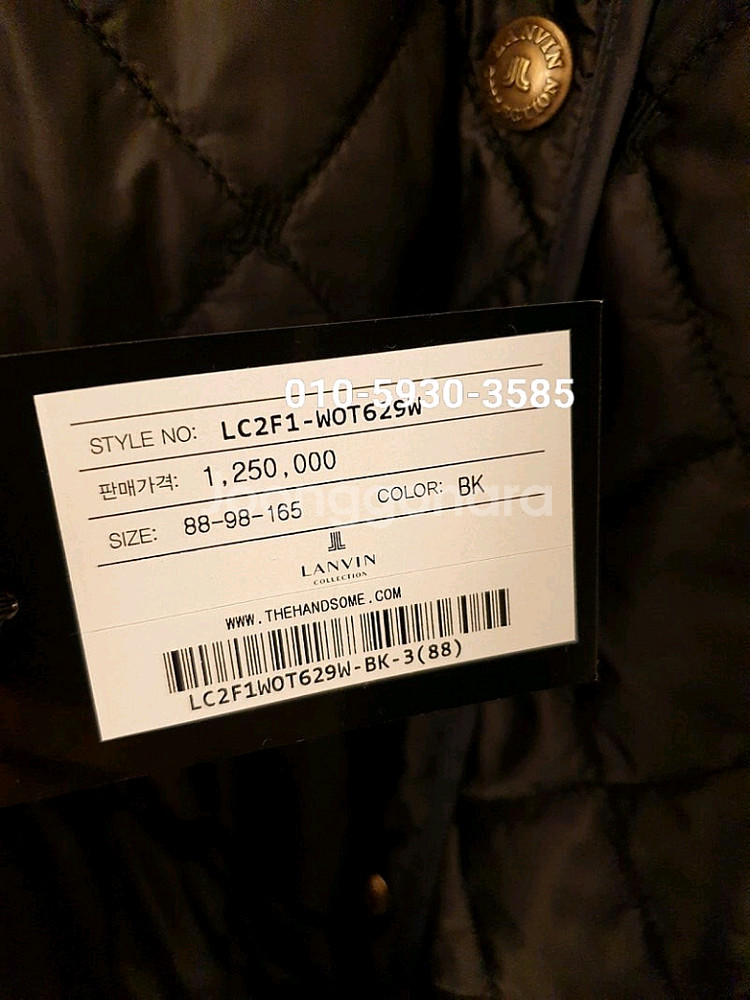 LANVIN
COLLECTION
010-5930-3585
STYLE NO: LC2F1-WOT629W
판매가격: 1,250,000
SIZE: 88-98-165 COLOR: BK
Joonggonara
LANVIN
COLLECTION
WWW.THEHANDSOME.COM
LC2F1WOT629W-BK-3(88)